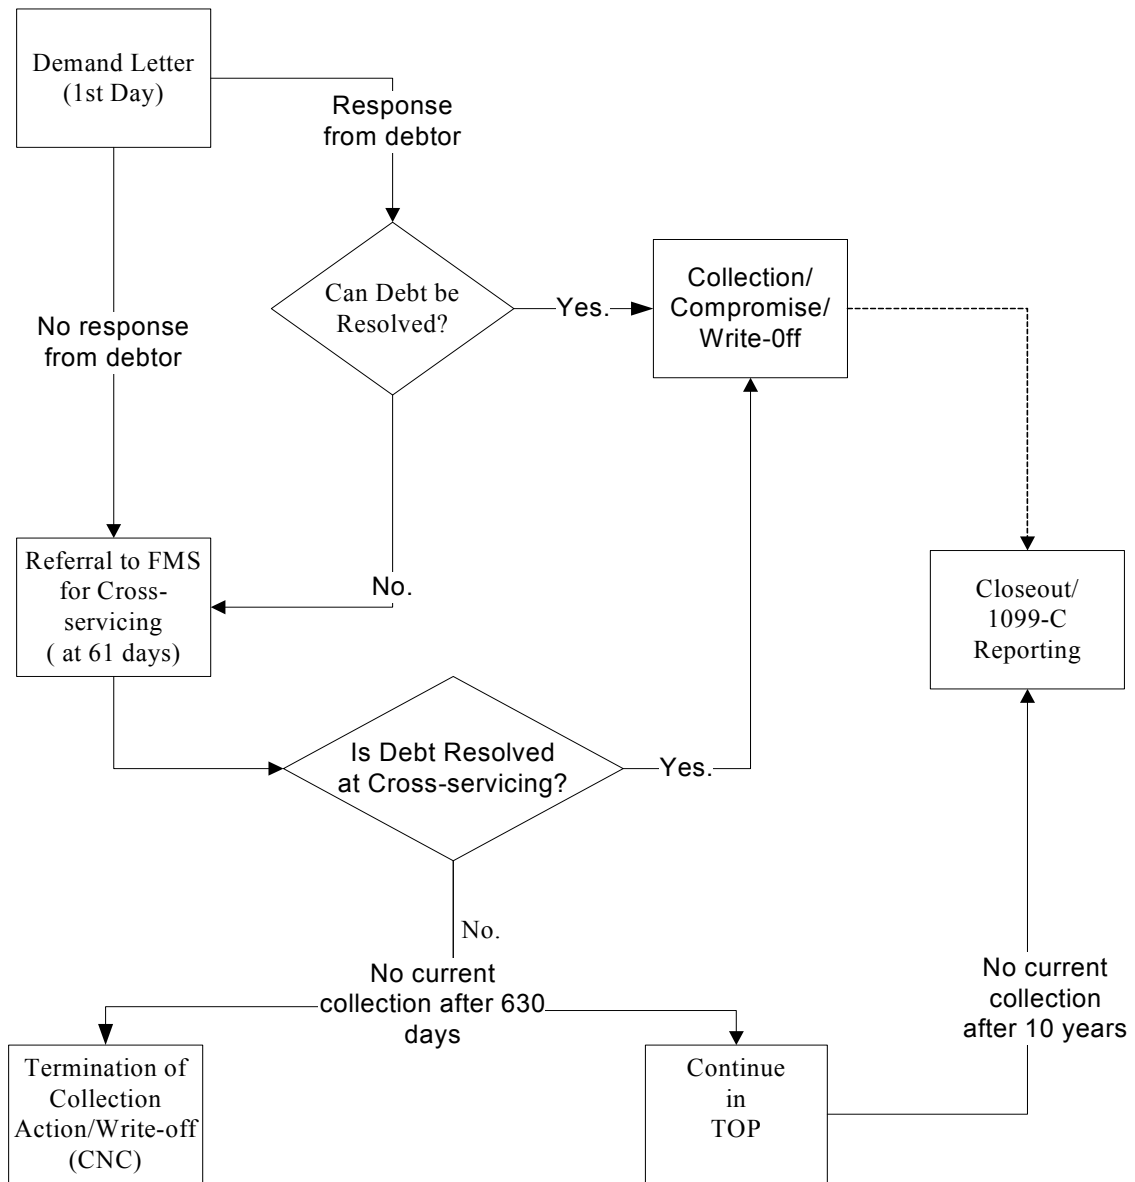 Demand Letter
(1st Day)
Response
from debtor
Can Debt be
Resolved?
Yes.
Collection/
Compromise/
Write-0ff
No response
from debtor
No.
Referral to FMS
for Cross-
servicing
( at 61 days)
Closeout/
1099-C
Reporting
Is Debt Resolved
at Cross-servicing?
Yes.
No.
No current
collection after 630
days
No current
collection
after 10 years
Termination of
Collection
Action/Write-off
(CNC)
Continue
in
TOP